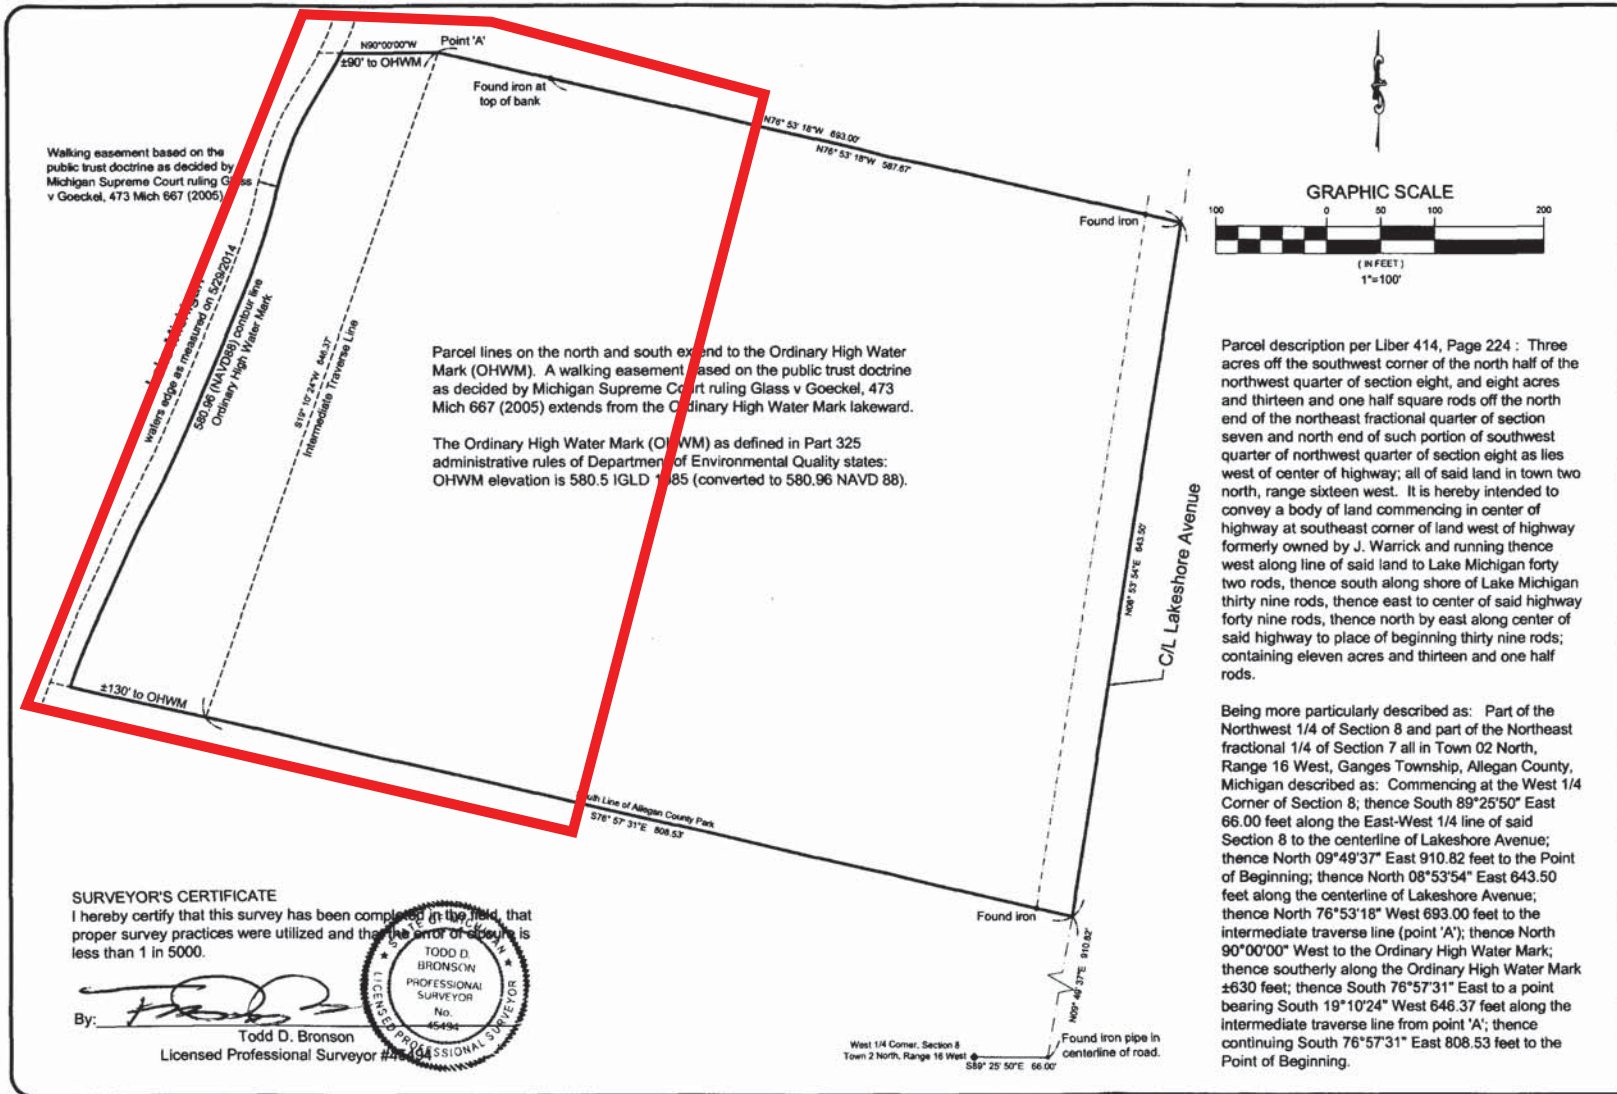 N90°00'00"W
Point 'A'
±90' to OHWM
Found iron at
top of bank
N76° 53' 18"W 693.00'
N76° 53' 18"W 587.67'
Found iron
Walking easement based on the
public trust doctrine as decided by
Michigan Supreme Court ruling Glass
v Goeckel, 473 Mich 667 (2005)
waters edge as measured on 5/29/2014
580.96 (NAVD88) contour line
Ordinary High Water Mark
S19° 10' 24"W 646.37'
Intermediate Traverse Line
Parcel lines on the north and south extend to the Ordinary High Water
Mark (OHWM). A walking easement based on the public trust doctrine
as decided by Michigan Supreme Court ruling Glass v Goeckel, 473
Mich 667 (2005) extends from the Ordinary High Water Mark lakeward.
The Ordinary High Water Mark (OHWM) as defined in Part 325
administrative rules of Department of Environmental Quality states:
OHWM elevation is 580.5 IGLD 1985 (converted to 580.96 NAVD 88).
N08° 53' 54"E 643.50'
C/L Lakeshore Avenue
±130' to OHWM
South Line of Allegan County Park
S76° 57' 31"E 808.53'
Found iron
N09° 49' 37"E 910.82'
West 1/4 Corner, Section 8
Town 2 North, Range 16 West
S89° 25' 50"E 66.00'
Found iron pipe in
centerline of road.
SURVEYOR'S CERTIFICATE
I hereby certify that this survey has been completed in the field, that
proper survey practices were utilized and that the error of closure is
less than 1 in 5000.
By:
Todd D. Bronson
Licensed Professional Surveyor #45494
STATE OF MICHIGAN
TODD D.
BRONSON
PROFESSIONAL
SURVEYOR
No.
45494
LICENSED PROFESSIONAL SURVEYOR
GRAPHIC SCALE
100 0 50 100 200
( IN FEET )
1"=100'
Parcel description per Liber 414, Page 224 : Three
acres off the southwest corner of the north half of the
northwest quarter of section eight, and eight acres
and thirteen and one half square rods off the north
end of the northeast fractional quarter of section
seven and north end of such portion of southwest
quarter of northwest quarter of section eight as lies
west of center of highway; all of said land in town two
north, range sixteen west. It is hereby intended to
convey a body of land commencing in center of
highway at southeast corner of land west of highway
formerly owned by J. Warrick and running thence
west along line of said land to Lake Michigan forty
two rods, thence south along shore of Lake Michigan
thirty nine rods, thence east to center of said highway
forty nine rods, thence north by east along center of
said highway to place of beginning thirty nine rods;
containing eleven acres and thirteen and one half
rods.
Being more particularly described as: Part of the
Northwest 1/4 of Section 8 and part of the Northeast
fractional 1/4 of Section 7 all in Town 02 North,
Range 16 West, Ganges Township, Allegan County,
Michigan described as: Commencing at the West 1/4
Corner of Section 8; thence South 89°25'50" East
66.00 feet along the East-West 1/4 line of said
Section 8 to the centerline of Lakeshore Avenue;
thence North 09°49'37" East 910.82 feet to the Point
of Beginning; thence North 08°53'54" East 643.50
feet along the centerline of Lakeshore Avenue;
thence North 76°53'18" West 693.00 feet to the
intermediate traverse line (point 'A'); thence North
90°00'00" West to the Ordinary High Water Mark;
thence southerly along the Ordinary High Water Mark
±630 feet; thence South 76°57'31" East to a point
bearing South 19°10'24" West 646.37 feet along the
intermediate traverse line from point 'A'; thence
continuing South 76°57'31" East 808.53 feet to the
Point of Beginning.